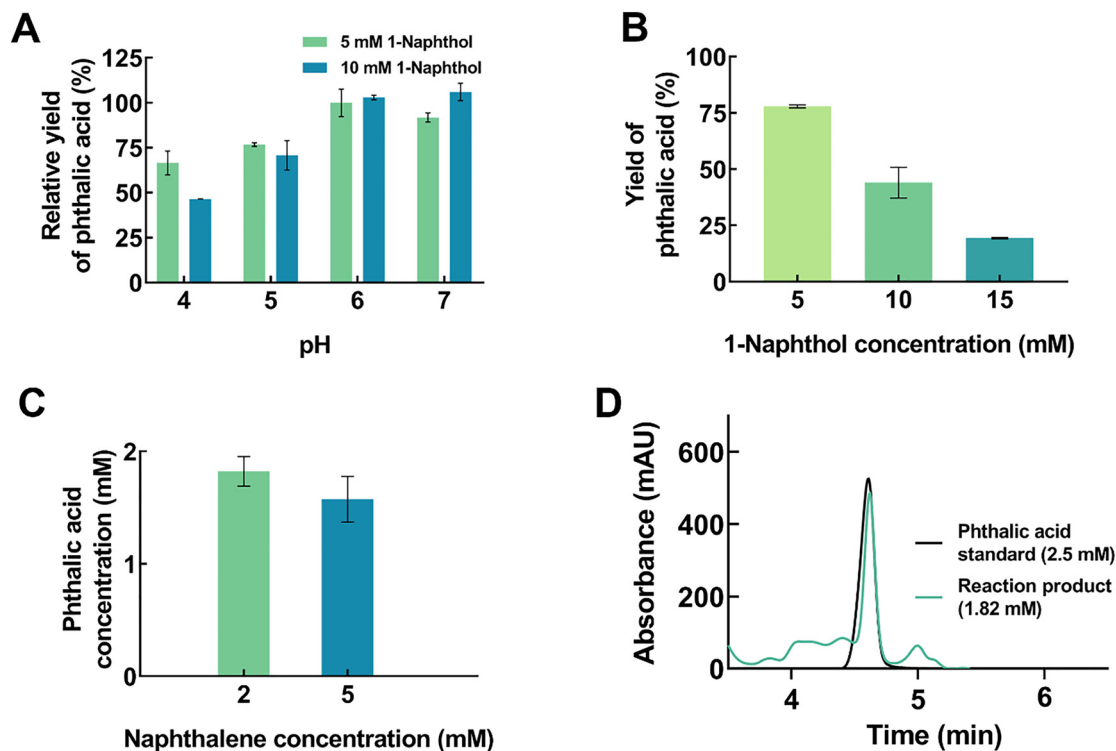 A
5 mM 1-Naphthol
10 mM 1-Naphthol
Relative yield
of phthalic acid (%)
125
100
75
50
25
0
4 5 6 7
pH
B
Yield of
phthalic acid (%)
100
75
50
25
0
5 10 15
1-Naphthol concentration (mM)
C
Phthalic acid
concentration (mM)
2
1
0
2 5
Naphthalene concentration (mM)
D
Absorbance (mAU)
600
400
200
0
4 5 6
Time (min)
Phthalic acid
standard (2.5 mM)
Reaction product
(1.82 mM)